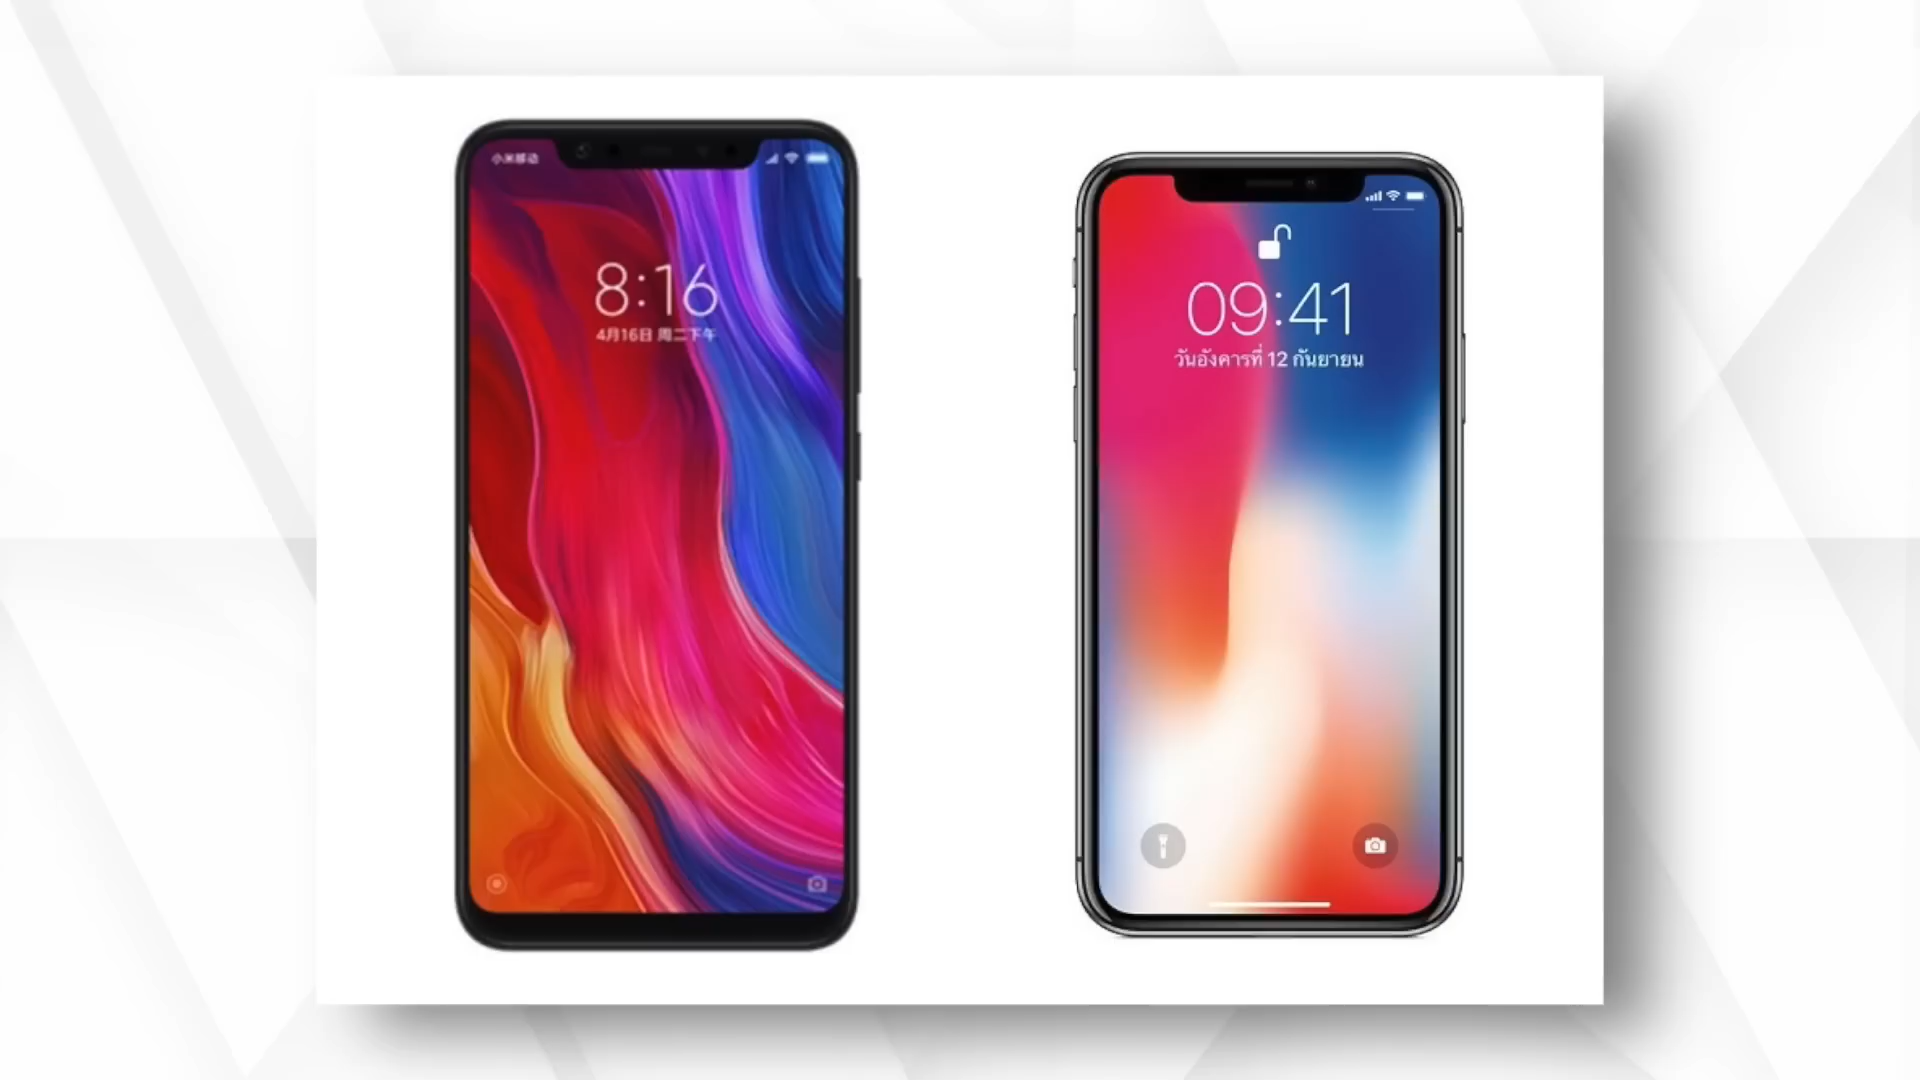 小米移动
8:16
4月16日 周二下午
09:41
วันอังคารที่ 12 กันยายน